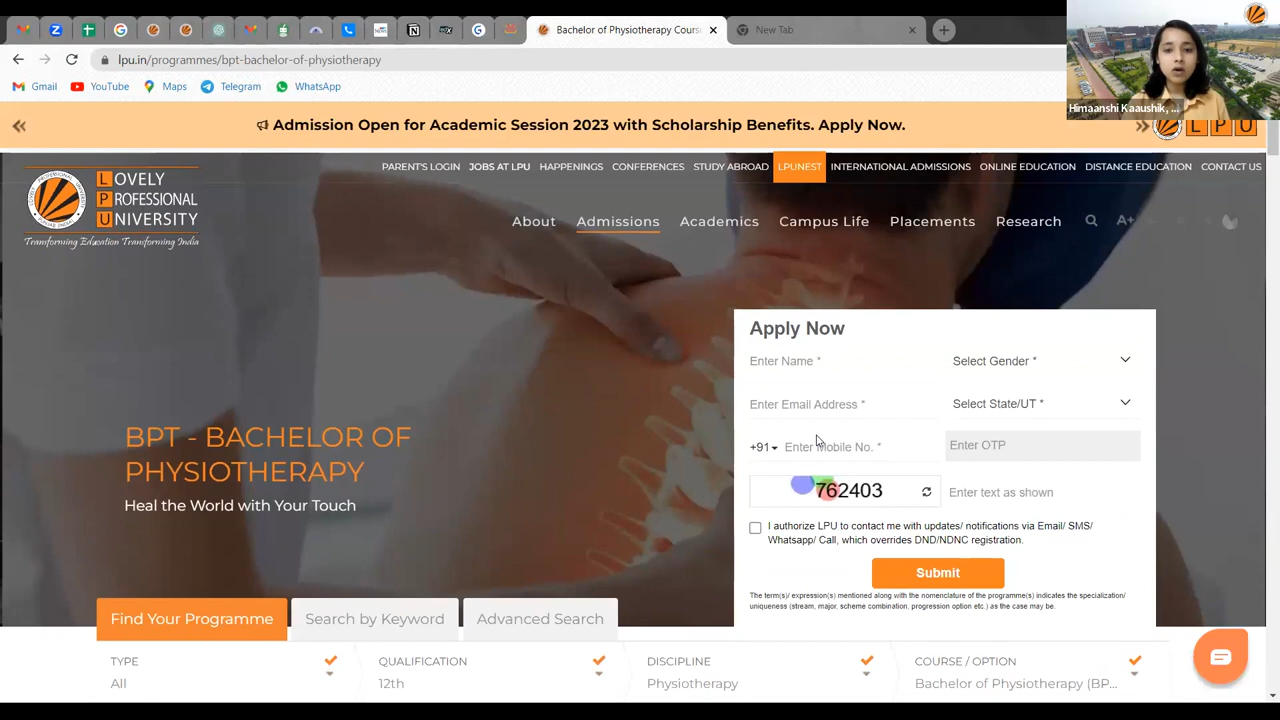 Bachelor of Physiotherapy Cours
New Tab
lpu.in/programmes/bpt-bachelor-of-physiotherapy
Gmail YouTube Maps Telegram WhatsApp
Himaanshi Kaaushik, ...
Admission Open for Academic Session 2023 with Scholarship Benefits. Apply Now.
LPU
PARENT'S LOGIN JOBS AT LPU HAPPENINGS CONFERENCES STUDY ABROAD LPUNEST INTERNATIONAL ADMISSIONS ONLINE EDUCATION DISTANCE EDUCATION CONTACT US
LOVELY
PROFESSIONAL
UNIVERSITY
Transforming Education Transforming India
About Admissions Academics Campus Life Placements Research A+
BPT - BACHELOR OF
PHYSIOTHERAPY
Heal the World with Your Touch
Apply Now
Enter Name * Select Gender *
Enter Email Address * Select State/UT *
+91 Enter Mobile No. * Enter OTP
762403 Enter text as shown
I authorize LPU to contact me with updates/ notifications via Email/ SMS/
Whatsapp/ Call, which overrides DND/NDNC registration.
Submit
The term(s)/ expression(s) mentioned along with the nomenclature of the programme(s) indicates the specialization/
uniqueness (stream, major, scheme combination, progression option etc.) as the case may be.
Find Your Programme Search by Keyword Advanced Search
TYPE QUALIFICATION DISCIPLINE COURSE / OPTION
All 12th Physiotherapy Bachelor of Physiotherapy (BP...